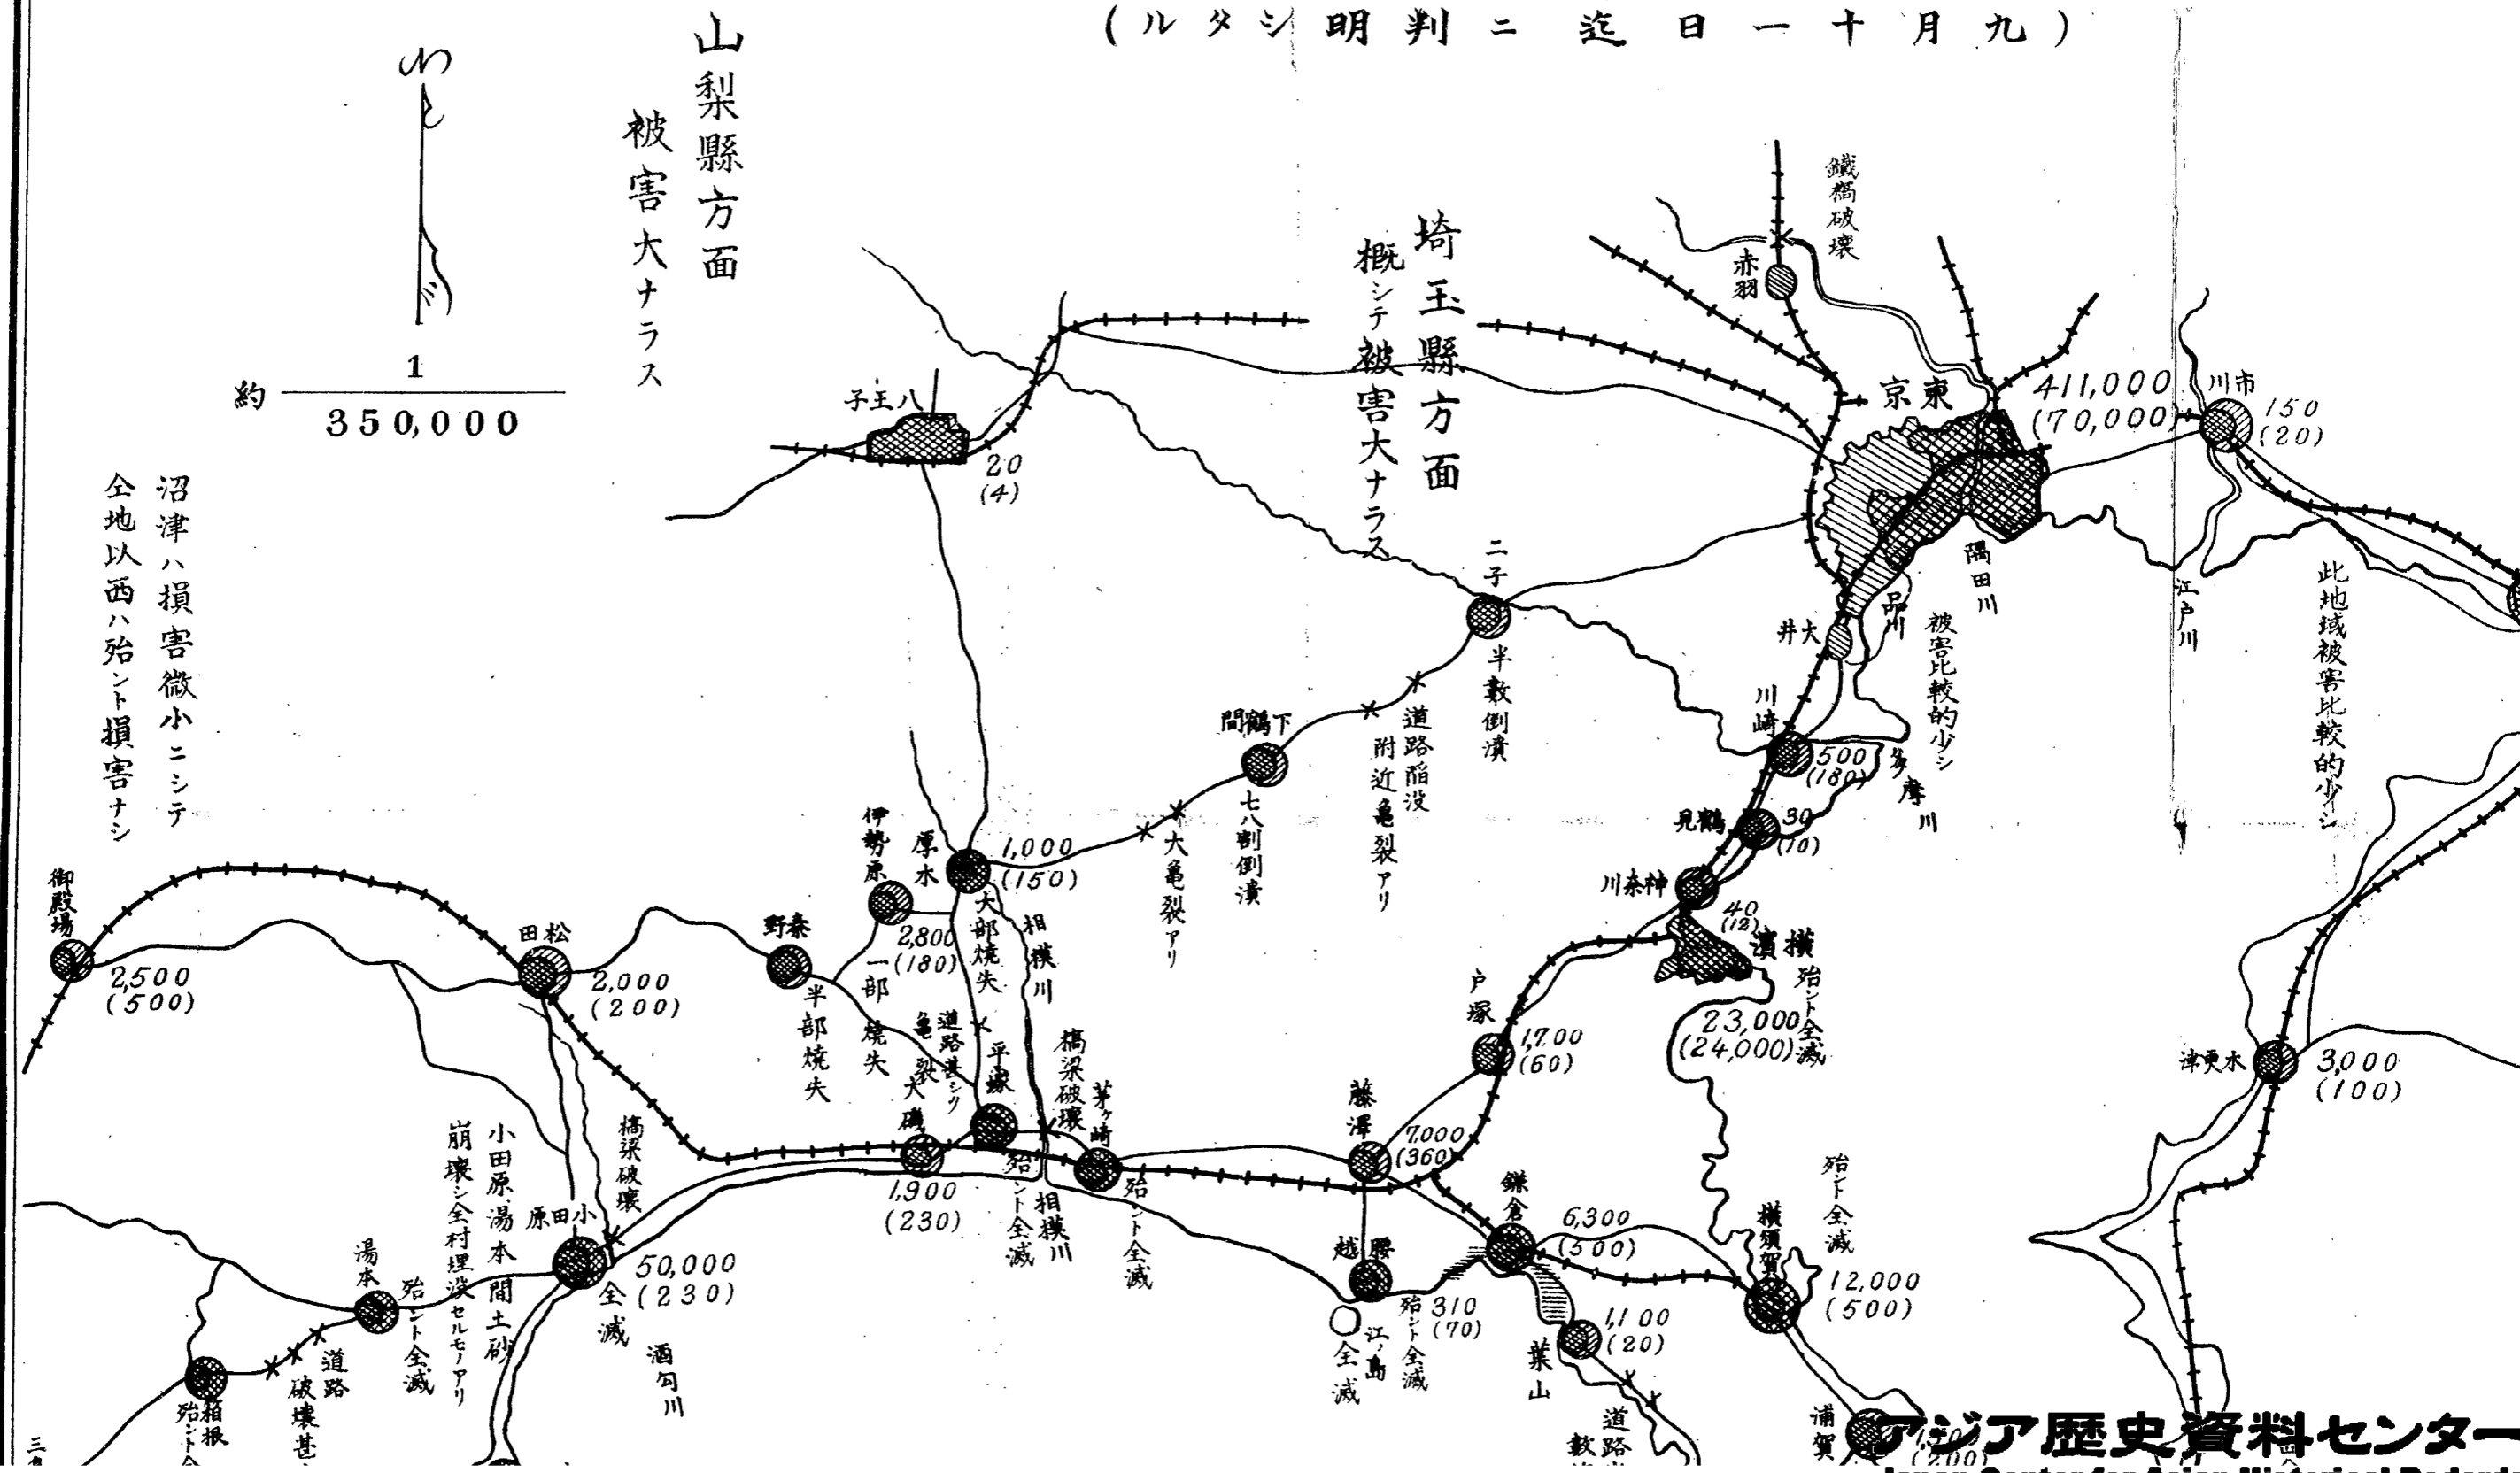 (九月十一日迄ニ判明シタル)
山梨縣方面
被害大ナラス
約 1
350,000
埼玉縣方面
概シテ被害大ナラス
鐵橋破壊
赤羽
東京
411,000
(70,000)
市川
150
(20)
八王子
20
(4)
沼津ハ損害微小ニシテ
仝地以西ハ殆ント損害ナシ
隅田川
江戸川
品川
大井
被害比較的少シ
此地域被害比較的少シ
二子
半数倒潰
道路陥没
附近亀裂アリ
下鶴間
七八割倒潰
大亀裂アリ
川崎
500
(180)
多摩川
鶴見
30
(10)
神奈川
40
(12)
横濱
殆ント全滅
23,000
(24,000)
厚木
1,000
(150)
大部焼失
相模川
伊勢原
2,800
(180)
一部焼失
秦野
半部焼失
松田
2,000
(200)
御殿場
2,500
(500)
道路甚シク
亀裂
平塚
殆ント全滅
大磯
1,900
(230)
橋梁破壊
茅ヶ崎
殆ント全滅
相模川
戸塚
1,700
(60)
藤澤
7,000
(360)
鎌倉
6,300
(500)
腰越
310
(70)
殆ント全滅
江ノ島
全滅
葉山
1,100
(20)
道路
横須賀
殆ント全滅
12,000
(500)
浦賀
(200)
木更津
3,000
(100)
小田原
50,000
(230)
全滅
酒匂川
橋梁破壊
小田原湯本間土砂
崩壊シ全村埋没セルモノアリ
湯本
殆ント全滅
道路
破壊甚
箱根
殆ント全
三
アジア歴史資料センター
Japan Center for Asian Historical Records